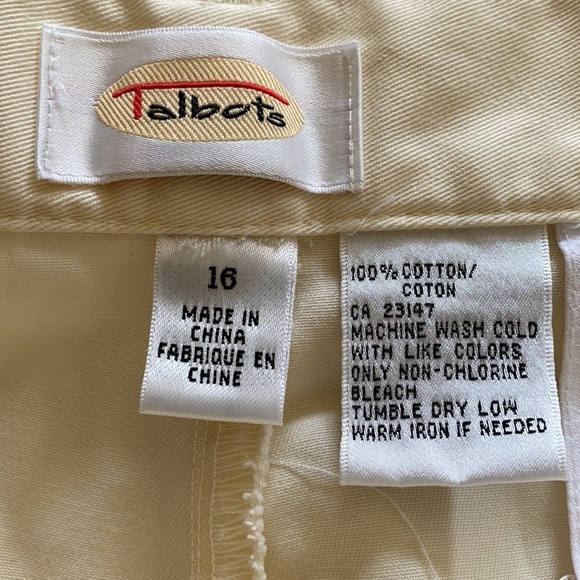 Talbots
16
MADE IN
CHINA
FABRIQUE EN
CHINE
100% COTTON/
COTON
CA 23147
MACHINE WASH COLD
WITH LIKE COLORS
ONLY NON-CHLORINE
BLEACH
TUMBLE DRY LOW
WARM IRON IF NEEDED